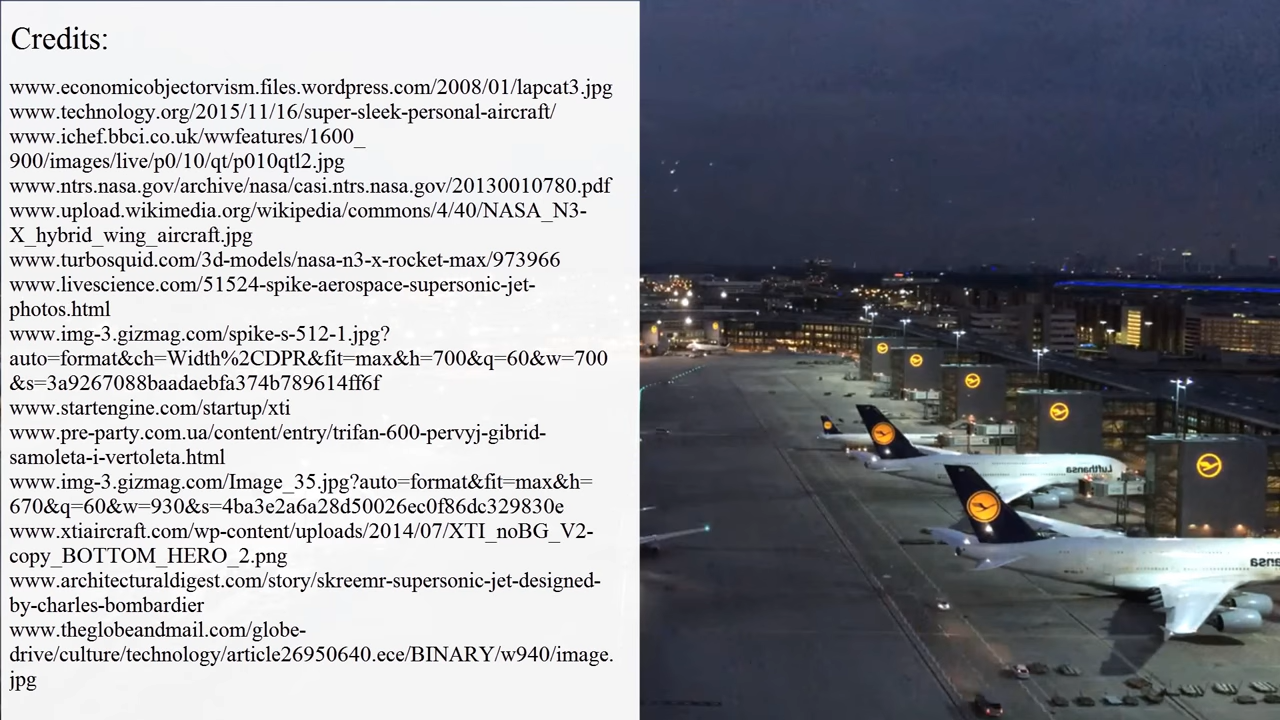 Credits:
www.economicobjectorvism.files.wordpress.com/2008/01/lapcat3.jpg
www.technology.org/2015/11/16/super-sleek-personal-aircraft/
www.ichef.bbci.co.uk/wwfeatures/1600_
900/images/live/p0/10/qt/p010qtl2.jpg
www.ntrs.nasa.gov/archive/nasa/casi.ntrs.nasa.gov/20130010780.pdf
www.upload.wikimedia.org/wikipedia/commons/4/40/NASA_N3-
X_hybrid_wing_aircraft.jpg
www.turbosquid.com/3d-models/nasa-n3-x-rocket-max/973966
www.livescience.com/51524-spike-aerospace-supersonic-jet-
photos.html
www.img-3.gizmag.com/spike-s-512-1.jpg?
auto=format&ch=Width%2CDPR&fit=max&h=700&q=60&w=700
&s=3a9267088baadaebfa374b789614ff6f
www.startengine.com/startup/xti
www.pre-party.com.ua/content/entry/trifan-600-pervyj-gibrid-
samoleta-i-vertoleta.html
www.img-3.gizmag.com/Image_35.jpg?auto=format&fit=max&h=
670&q=60&w=930&s=4ba3e2a6a28d50026ec0f86dc329830e
www.xtiaircraft.com/wp-content/uploads/2014/07/XTI_noBG_V2-
copy_BOTTOM_HERO_2.png
www.architecturaldigest.com/story/skreemr-supersonic-jet-designed-
by-charles-bombardier
www.theglobeandmail.com/globe-
drive/culture/technology/article26950640.ece/BINARY/w940/image.
jpg
Lufthansa
ansa